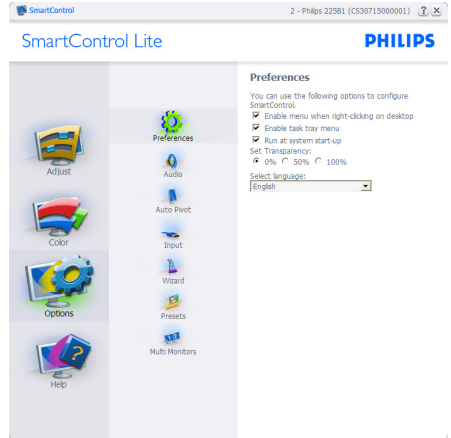 SmartControl
2 - Philips 225B1 (CS30715000001)
SmartControl Lite
PHILIPS
Adjust
Color
Options
Help
Preferences
Audio
Auto Pivot
Input
Wizard
Presets
Multi Monitors
Preferences
You can use the following options to configure
SmartControl.
Enable menu when right-clicking on desktop
Enable task tray menu
Run at system start-up
Set Transparency:
0% 50% 100%
Select language:
English